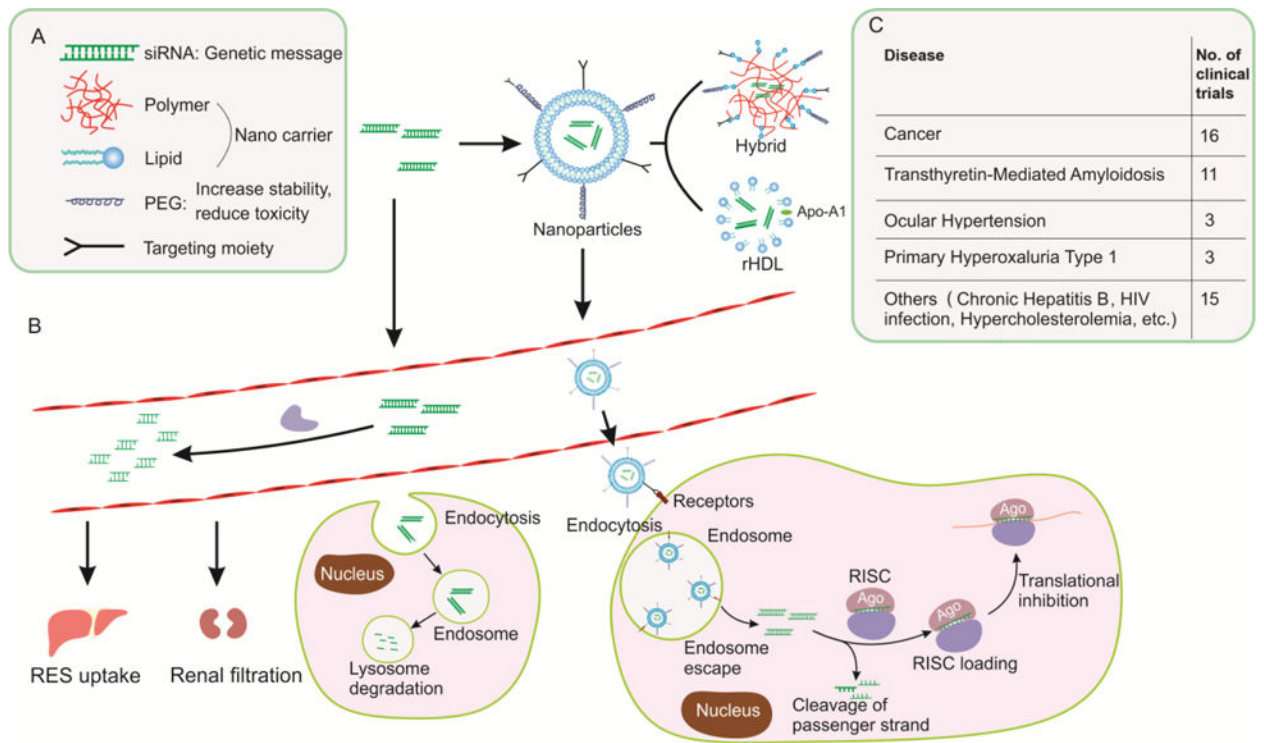 A
siRNA: Genetic message
Polymer
Nano carrier
Lipid
PEG:
Increase stability,
reduce toxicity
Targeting moiety
Nanoparticles
Hybrid
Apo-A1
rHDL
C
Disease
No. of
clinical
trials
Cancer 16
Transthyretin-Mediated Amyloidosis 11
Ocular Hypertension 3
Primary Hyperoxaluria Type 1 3
Others ( Chronic Hepatitis B, HIV
infection, Hypercholesterolemia, etc.)
15
B
RES uptake
Renal filtration
Endocytosis
Nucleus
Endosome
Lysosome
degradation
Receptors
Endocytosis
Endosome
Endosome
escape
RISC
Ago
Ago
RISC loading
Ago
Translational
inhibition
Cleavage of
passenger strand
Nucleus